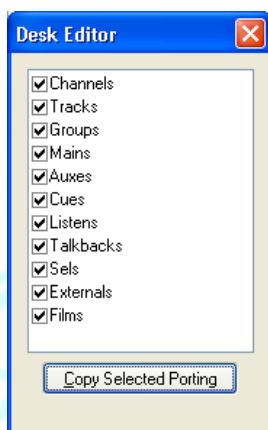 Desk Editor
Channels
Tracks
Groups
Mains
Auxes
Cues
Listens
Talkbacks
Sels
Externals
Films
Copy Selected Porting